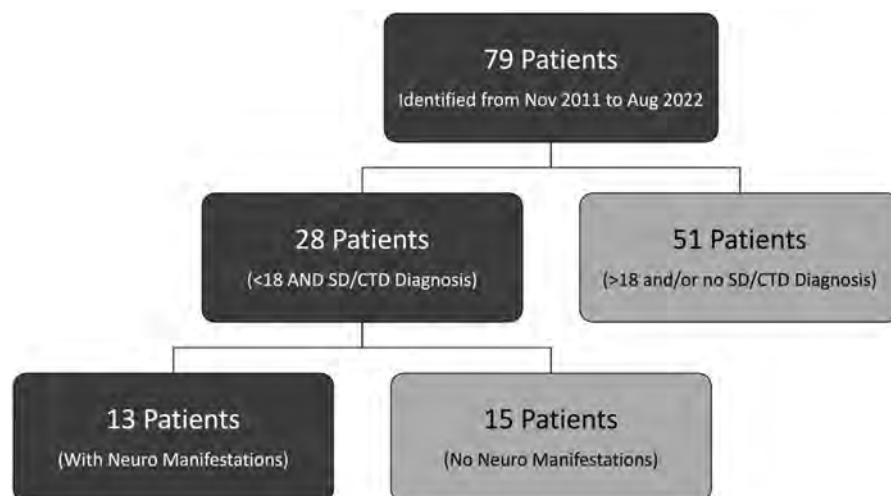 79 Patients
Identified from Nov 2011 to Aug 2022
28 Patients
(<18 AND SD/CTD Diagnosis)
51 Patients
(>18 and/or no SD/CTD Diagnosis)
13 Patients
(With Neuro Manifestations)
15 Patients
(No Neuro Manifestations)